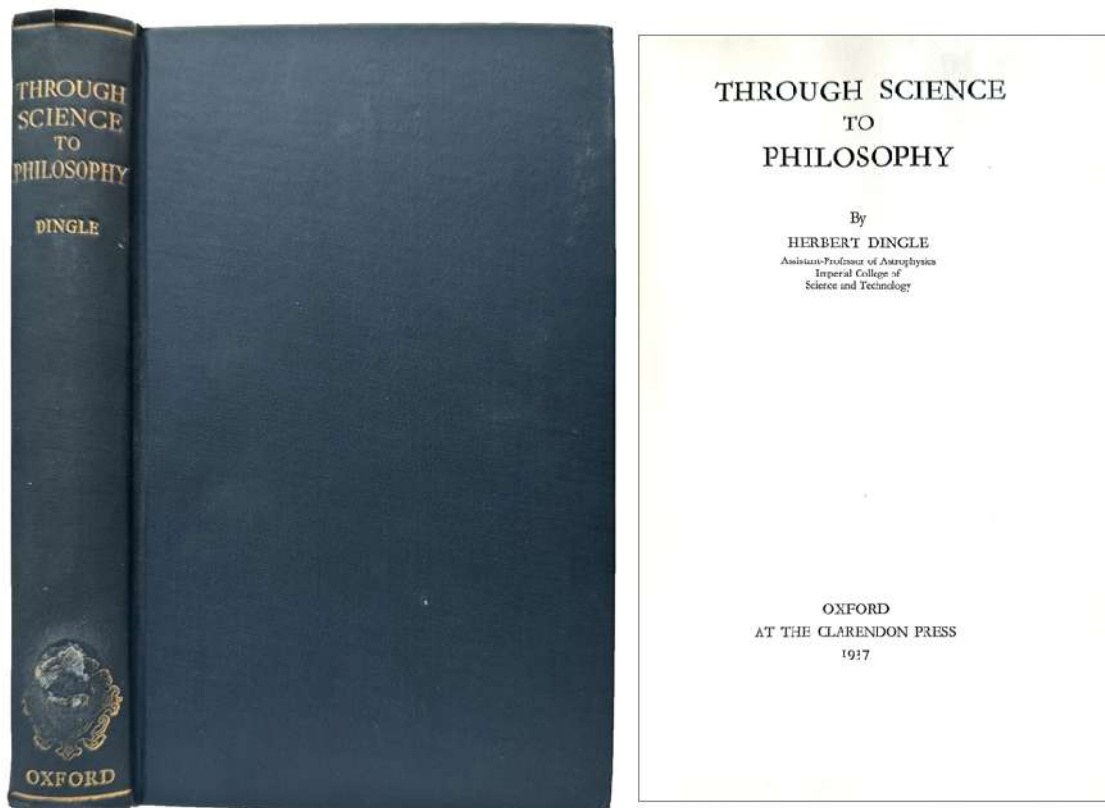 THROUGH
SCIENCE
TO
PHILOSOPHY
DINGLE
OXFORD
THROUGH SCIENCE
TO
PHILOSOPHY
By
HERBERT DINGLE
Assistant-Professor of Astrophysics
Imperial College of
Science and Technology
OXFORD
AT THE CLARENDON PRESS
1937